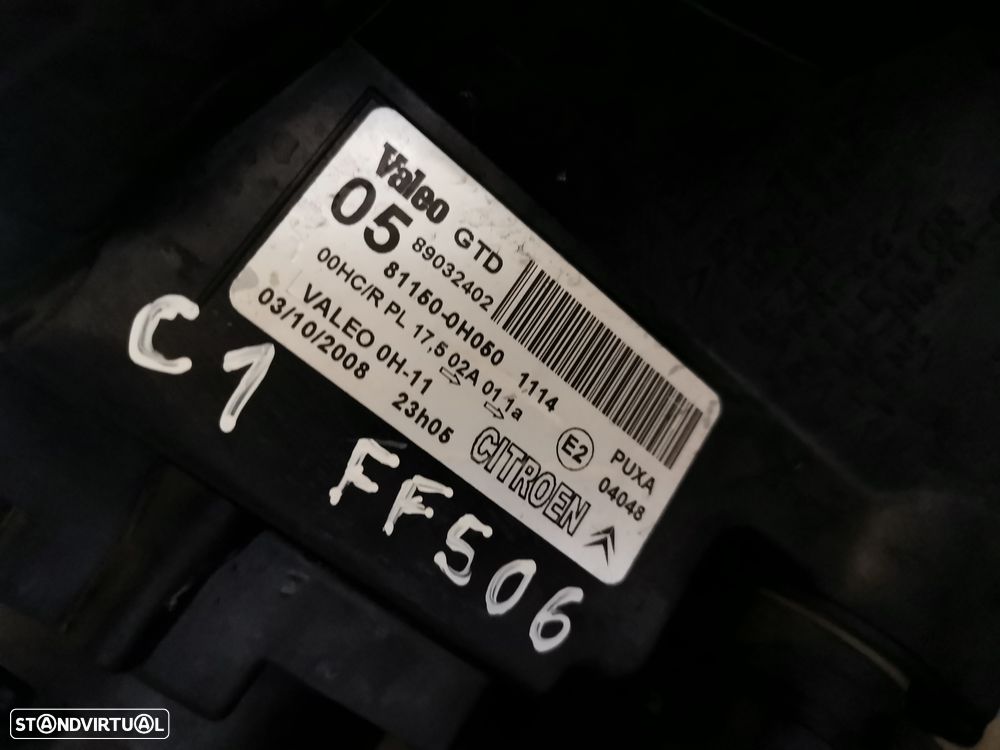 Valeo
05 GTD
89032402
81150-0H050 1114
00HC/R PL 17,5 02A 01,1a
VALEO 0H-11
03/10/2008 23h05
E2
PUXA
04048
CITROEN
C1
FF506
STANDVIRTUAL